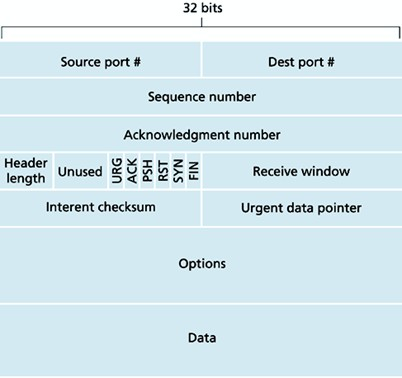 32 bits
Source port # Dest port #
Sequence number
Acknowledgment number
Header length Unused URG ACK PSH RST SYN FIN Receive window
Interent checksum Urgent data pointer
Options
Data